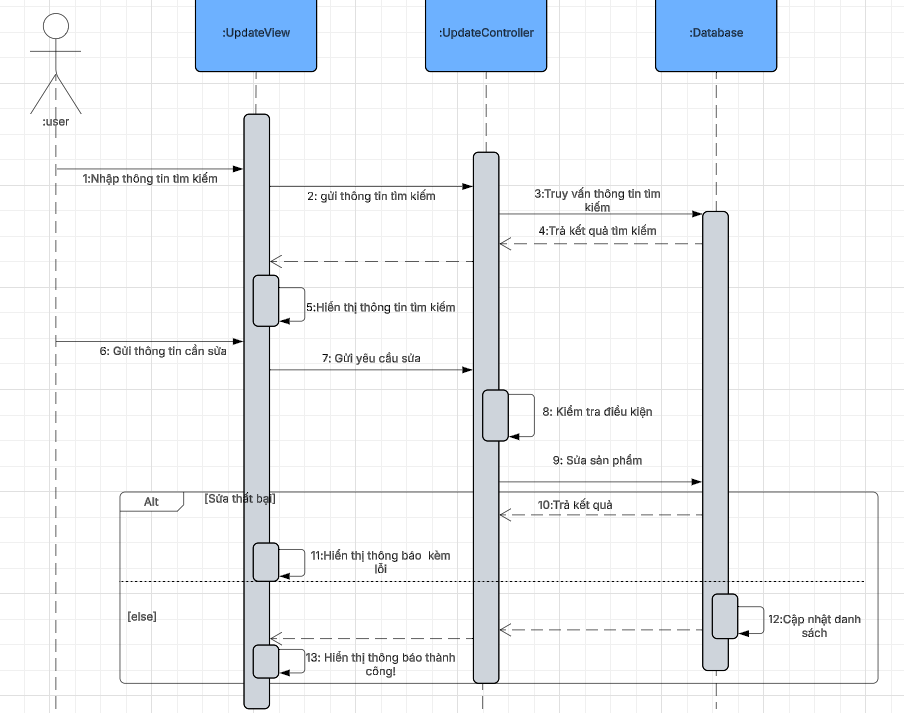 :UpdateView
:UpdateController
:Database
:user
1:Nhập thông tin tìm kiếm
2: gửi thông tin tìm kiếm
3:Truy vấn thông tin tìm
kiếm
4:Trả kết quả tìm kiếm
5:Hiển thị thông tin tìm kiếm
6: Gửi thông tin cần sửa
7: Gửi yêu cầu sửa
8: Kiểm tra điều kiện
9: Sửa sản phẩm
Alt
[Sửa thất bại]
10:Trả kết quả
11:Hiển thị thông báo kèm
lỗi
[else]
12:Cập nhật danh
sách
13: Hiển thị thông báo thành
công!